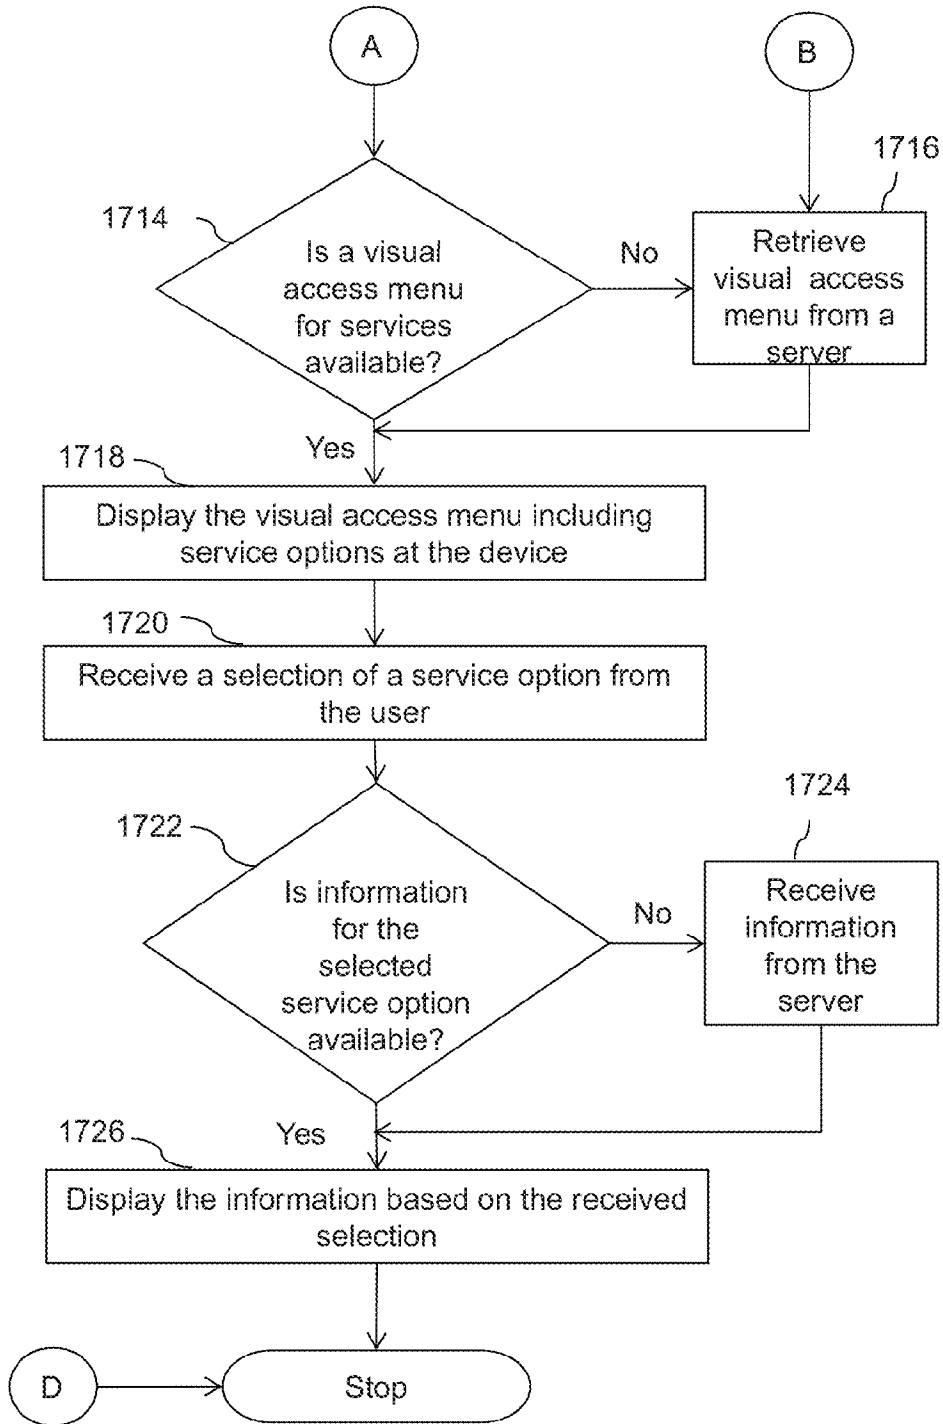 A
B
1716
1714
Is a visual
access menu
for services
available?
No
Retrieve
visual access
menu from a
server
Yes
1718
Display the visual access menu including
service options at the device
1720
Receive a selection of a service option from
the user
1722
1724
Is information
for the
selected
service option
available?
No
Receive
information
from the
server
Yes
1726
Display the information based on the received
selection
D
Stop